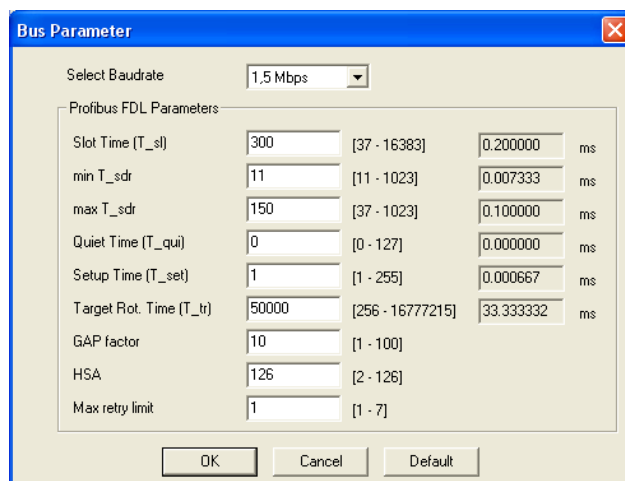 Bus Parameter
Select Baudrate 1,5 Mbps
Profibus FDL Parameters
Slot Time (T_sl) 300 [37 - 16383] 0.200000 ms
min T_sdr 11 [11 - 1023] 0.007333 ms
max T_sdr 150 [37 - 1023] 0.100000 ms
Quiet Time (T_qui) 0 [0 - 127] 0.000000 ms
Setup Time (T_set) 1 [1 - 255] 0.000667 ms
Target Rot. Time (T_tr) 50000 [256 - 16777215] 33.333332 ms
GAP factor 10 [1 - 100]
HSA 126 [2 - 126]
Max retry limit 1 [1 - 7]
OK Cancel Default